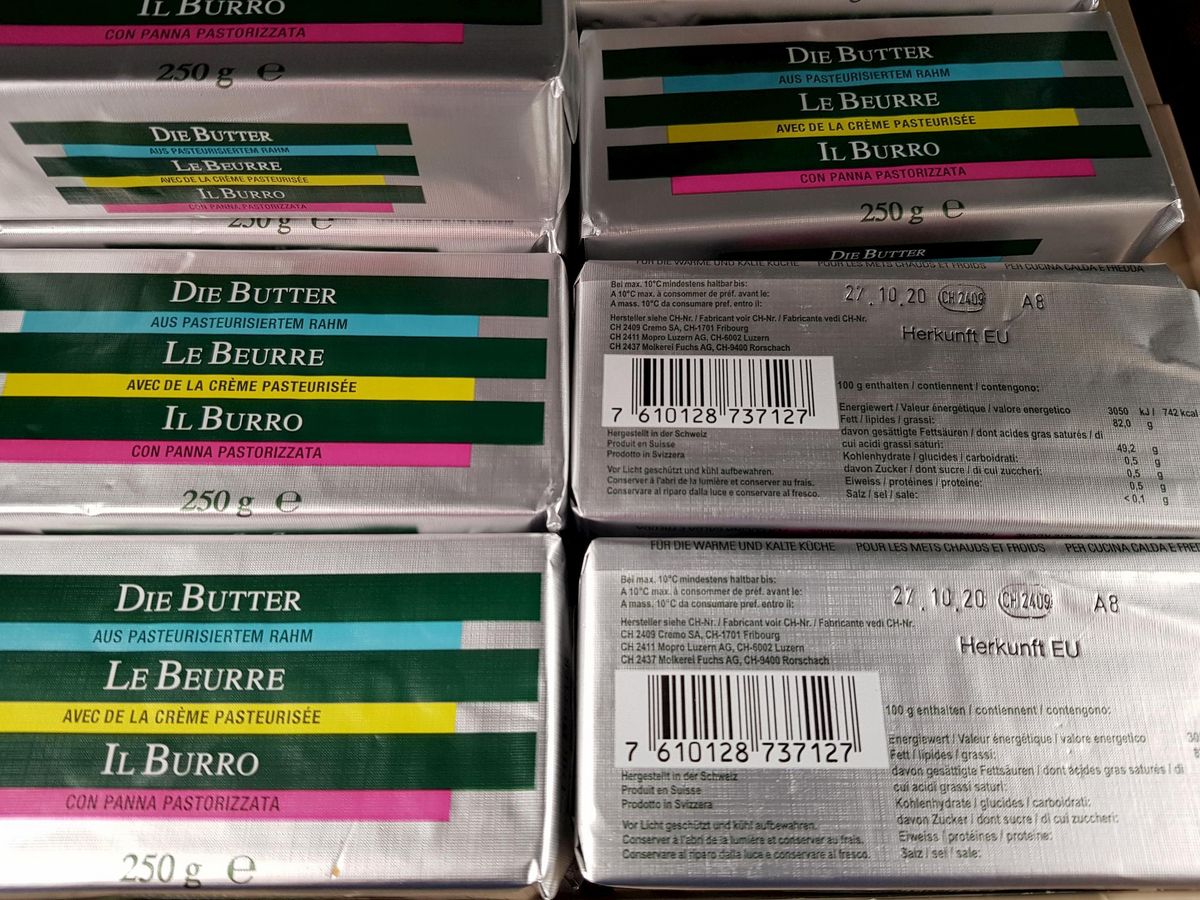 IL BURRO
CON PANNA PASTORIZZATA
250 g ℮
DIE BUTTER
AUS PASTEURISIERTEM RAHM
LE BEURRE
AVEC DE LA CRÈME PASTEURISÉE
IL BURRO
CON PANNA PASTORIZZATA
250 g ℮
DIE BUTTER
AUS PASTEURISIERTEM RAHM
LE BEURRE
AVEC DE LA CRÈME PASTEURISÉE
IL BURRO
CON PANNA PASTORIZZATA
250 g ℮
DIE BUTTER
DIE BUTTER
AUS PASTEURISIERTEM RAHM
LE BEURRE
AVEC DE LA CRÈME PASTEURISÉE
IL BURRO
CON PANNA PASTORIZZATA
250 g ℮
FÜR DIE WARME UND KALTE KÜCHE POUR LES METS CHAUDS ET FROIDS PER CUCINA CALDA E FREDDA
Bei max. 10°C mindestens haltbar bis:
A 10°C max. à consommer de préf. avant le:
A mass. 10°C da consumare pref. entro il:
27.10.20 CH 2409 A8
Herkunft EU
Hersteller siehe CH-Nr. / Fabricant voir CH-Nr. / Fabricante vedi CH-Nr.
CH 2409 Cremo SA, CH-1701 Fribourg
CH 2411 Mopro Luzern AG, CH-6002 Luzern
CH 2437 Molkerei Fuchs AG, CH-9400 Rorschach
7 610128 737127
Hergestellt in der Schweiz
Produit en Suisse
Prodotto in Svizzera
Vor Licht geschützt und kühl aufbewahren.
Conserver à l'abri de la lumière et conserver au frais.
Conservare al riparo dalla luce e conservare al fresco.
100 g enthalten / contiennent / contengono:
Energiewert / Valeur énergétique / valore energetico 3050 kJ / 742 kcal
Fett / lipides / grassi: 82,0 g
davon gesättigte Fettsäuren / dont acides gras saturés / di
cui acidi grassi saturi: 49,2 g
Kohlenhydrate / glucides / carboidrati: 0,5 g
davon Zucker / dont sucre / di cui zuccheri: 0,5 g
Eiweiss / protéines / proteine: 0,5 g
Salz / sel / sale: <0,1 g
DIE BUTTER
AUS PASTEURISIERTEM RAHM
LE BEURRE
AVEC DE LA CRÈME PASTEURISÉE
IL BURRO
CON PANNA PASTORIZZATA
250 g ℮
FÜR DIE WARME UND KALTE KÜCHE POUR LES METS CHAUDS ET FROIDS PER CUCINA CALDA E FRED
Bei max. 10°C mindestens haltbar bis:
A 10°C max. à consommer de préf. avant le:
A mass. 10°C da consumare pref. entro il:
27.10.20 CH 2409 A8
Herkunft EU
Hersteller siehe CH-Nr. / Fabricant voir CH-Nr. / Fabricante vedi CH-Nr.
CH 2409 Cremo SA, CH-1701 Fribourg
CH 2411 Mopro Luzern AG, CH-6002 Luzern
CH 2437 Molkerei Fuchs AG, CH-9400 Rorschach
7 610128 737127
Hergestellt in der Schweiz
Produit en Suisse
Prodotto in Svizzera
Vor Licht geschützt und kühl aufbewahren.
Conserver à l'abri de la lumière et conserver au frais.
Conservare al riparo dalla luce e conservare al fresco.
100 g enthalten / contiennent / contengono:
Energiewert / Valeur énergétique / valore energetico
Fett / lipides / grassi:
davon gesättigte Fettsäuren / dont acides gras saturés / di
cui acidi grassi saturi:
Kohlenhydrate / glucides / carboidrati:
davon Zucker / dont sucre / di cui zuccheri:
Eiweiss / protéines / proteine:
Salz / sel / sale: